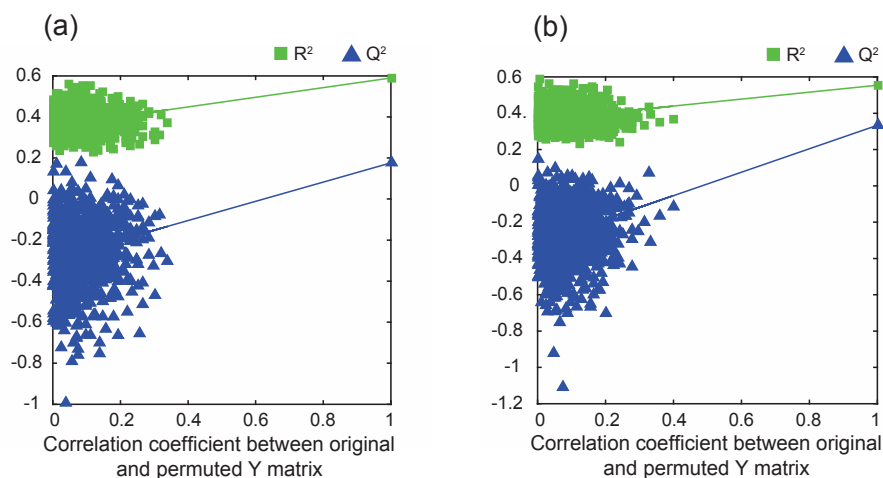 (a)
R² Q²
0.6
0.4
0.2
0
-0.2
-0.4
-0.6
-0.8
-1
0 0.2 0.4 0.6 0.8 1
Correlation coefficient between original
and permuted Y matrix
(b)
R² Q²
0.6
0.4
0.2
0
-0.2
-0.4
-0.6
-0.8
-1
-1.2
0 0.2 0.4 0.6 0.8 1
Correlation coefficient between original
and permuted Y matrix